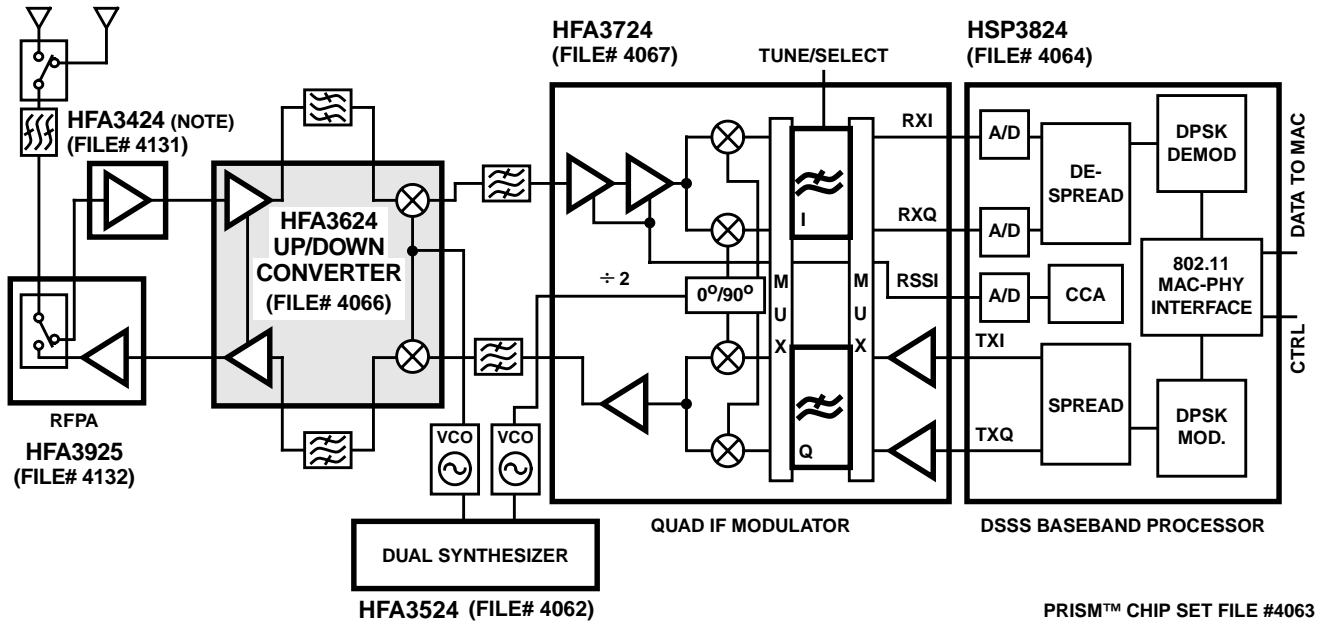 HFA3424 (NOTE)
(FILE# 4131)
HFA3624
UP/DOWN
CONVERTER
(FILE# 4066)
RFPA
HFA3925
(FILE# 4132)
VCO
VCO
DUAL SYNTHESIZER
HFA3524 (FILE# 4062)
HFA3724
(FILE# 4067)
TUNE/SELECT
÷ 2
0°/90°
M
U
X
I
Q
M
U
X
RXI
RXQ
RSSI
TXI
TXQ
QUAD IF MODULATOR
HSP3824
(FILE# 4064)
A/D
A/D
A/D
DE-
SPREAD
CCA
SPREAD
DPSK
DEMOD
802.11
MAC-PHY
INTERFACE
DPSK
MOD.
DATA TO MAC
CTRL
DSSS BASEBAND PROCESSOR
PRISM™ CHIP SET FILE #4063